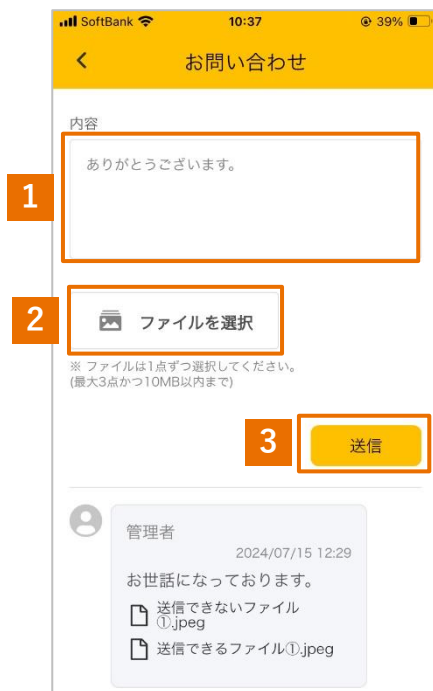 SoftBank 10:37 39%
お問い合わせ
内容
ありがとうございます。
1
2
ファイルを選択
※ ファイルは1点ずつ選択してください。
(最大3点かつ10MB以内まで)
3
送信
管理者
2024/07/15 12:29
お世話になっております。
送信できないファイル
①.jpeg
送信できるファイル①.jpeg